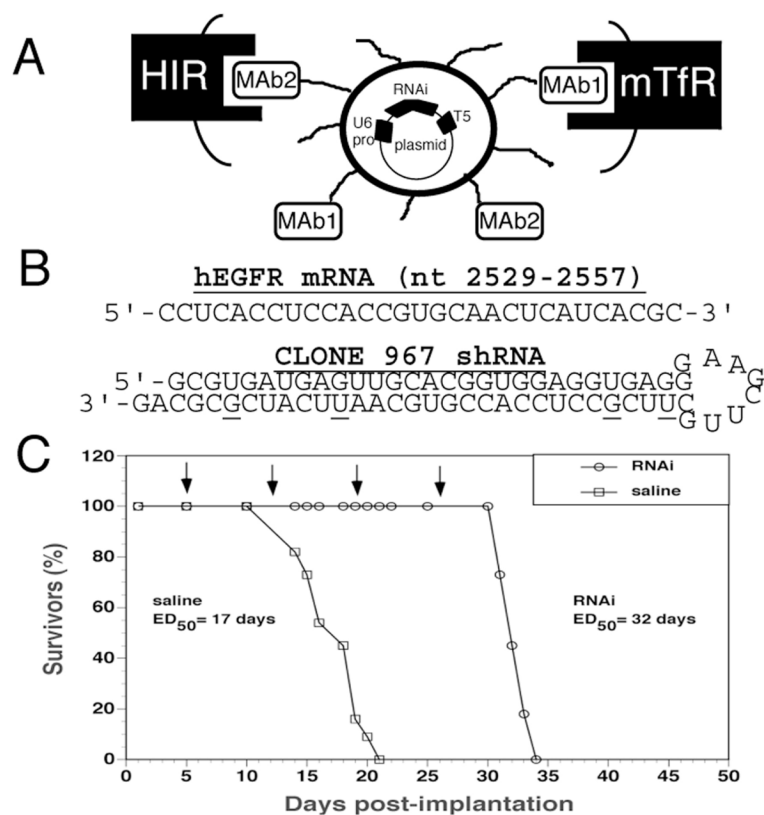 A
HIR
MAb2
RNAi
U6
pro
T5
plasmid
MAb1
mTfR
MAb1
MAb2
B
hEGFR mRNA (nt 2529-2557)
5'-CCUCACCUCCACCGUGCAACUCAUCACGC-3'
CLONE 967 shRNA
5'-GCGUGAUGAGUUGCACGGUGGAGGUGAGG
GAAGCUUG
3'-GACGCGCUACUUAACGUGCCACCUCCGCUUC
C
120
100
80
60
40
20
0
Survivors (%)
RNAi
saline
saline
ED50= 17 days
RNAi
ED50= 32 days
0 5 10 15 20 25 30 35 40 45 50
Days post-implantation